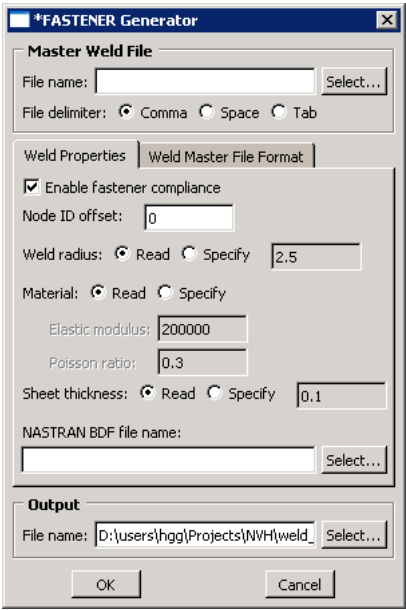 *FASTENER Generator
Master Weld File
File name: Select...
File delimiter: Comma Space Tab
Weld Properties Weld Master File Format
Enable fastener compliance
Node ID offset: 0
Weld radius: Read Specify 2.5
Material: Read Specify
Elastic modulus: 200000
Poisson ratio: 0.3
Sheet thickness: Read Specify 0.1
NASTRAN BDF file name:
Select...
Output
File name: D:\users\hgg\Projects\NVH\weld_ Select...
OK Cancel